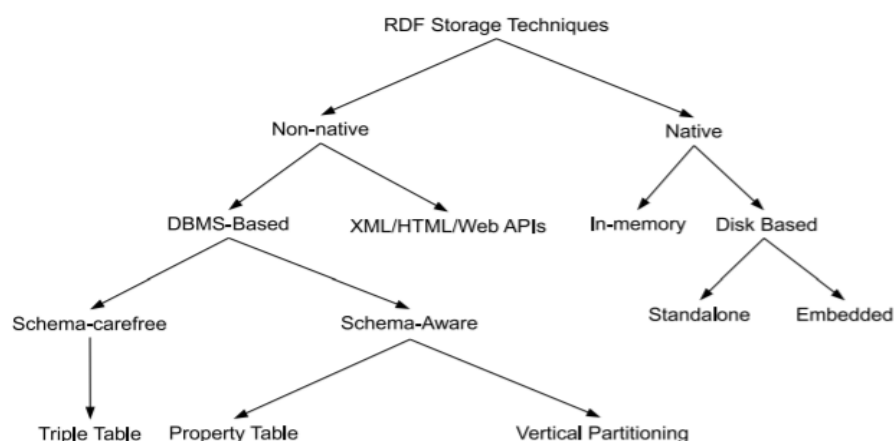 RDF Storage Techniques
Non-native
Native
DBMS-Based
XML/HTML/Web APIs
In-memory
Disk Based
Schema-carefree
Schema-Aware
Standalone
Embedded
Triple Table
Property Table
Vertical Partitioning